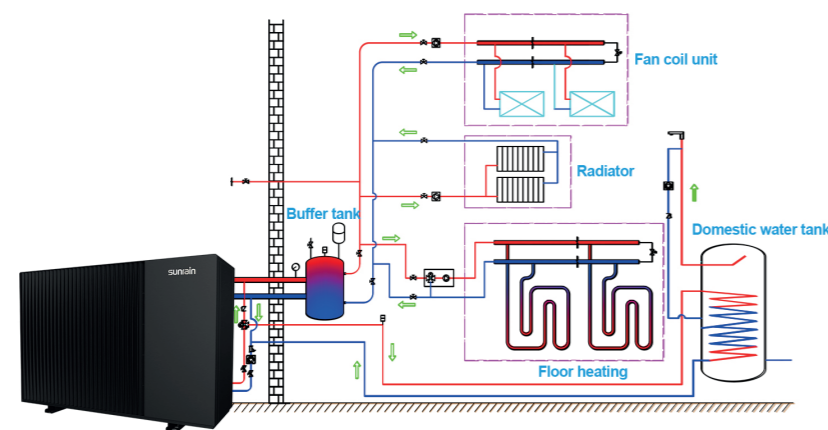 Fan coil unit
Radiator
Buffer tank
Domestic water tank
sunrain
Floor heating